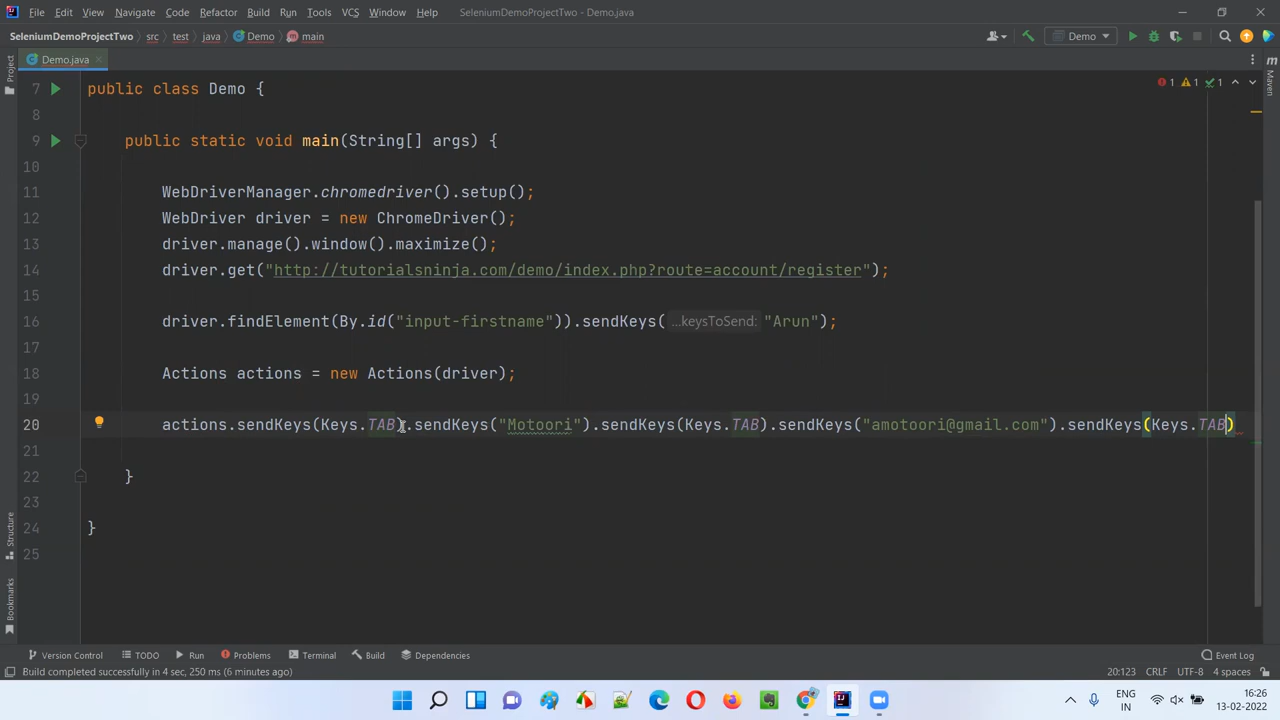 File Edit View Navigate Code Refactor Build Run Tools VCS Window Help SeleniumDemoProjectTwo - Demo.java
SeleniumDemoProjectTwo src test java Demo main Demo
Project Demo.java Maven
7 public class Demo { 1 1 1
8
9 public static void main(String[] args) {
10
11 WebDriverManager.chromedriver().setup();
12 WebDriver driver = new ChromeDriver();
13 driver.manage().window().maximize();
14 driver.get("http://tutorialsninja.com/demo/index.php?route=account/register");
15
16 driver.findElement(By.id("input-firstname")).sendKeys( ...keysToSend: "Arun");
17
18 Actions actions = new Actions(driver);
19
20 actions.sendKeys(Keys.TAB).sendKeys("Motoori").sendKeys(Keys.TAB).sendKeys("amotoori@gmail.com").sendKeys(Keys.TAB)
21
22 }
23
24 }
25
Structure
Bookmarks
Version Control TODO Run Problems Terminal Build Dependencies Event Log
Build completed successfully in 4 sec, 250 ms (6 minutes ago) 20:123 CRLF UTF-8 4 spaces
ENG IN 16:26 13-02-2022